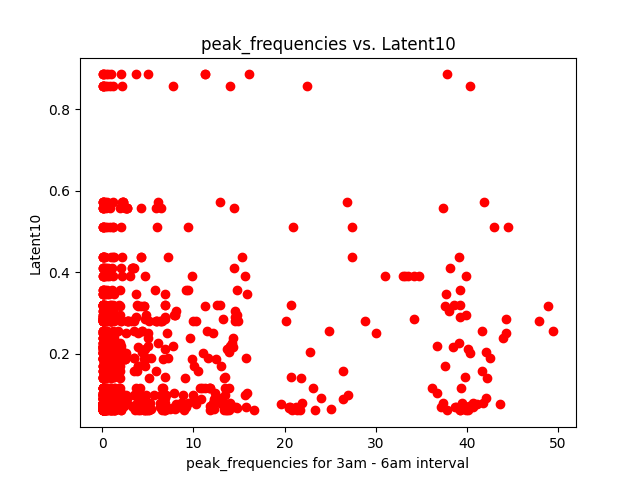 peak_frequencies vs. Latent10
0.8
0.6
0.4
0.2
Latent10
0 10 20 30 40 50
peak_frequencies for 3am - 6am interval